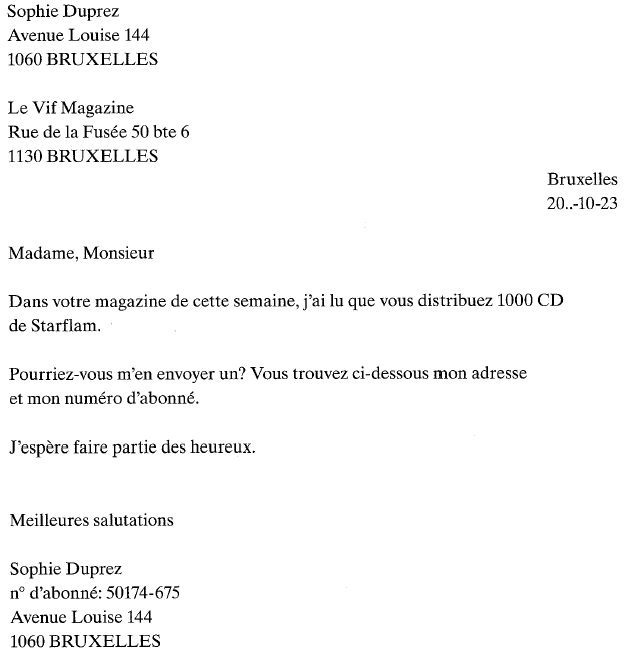 Sophie Duprez
Avenue Louise 144
1060 BRUXELLES
Le Vif Magazine
Rue de la Fusée 50 bte 6
1130 BRUXELLES
Bruxelles
20..-10-23
Madame, Monsieur
Dans votre magazine de cette semaine, j'ai lu que vous distribuez 1000 CD
de Starflam.
Pourriez-vous m'en envoyer un? Vous trouvez ci-dessous mon adresse
et mon numéro d'abonné.
J'espère faire partie des heureux.
Meilleures salutations
Sophie Duprez
n° d'abonné: 50174-675
Avenue Louise 144
1060 BRUXELLES